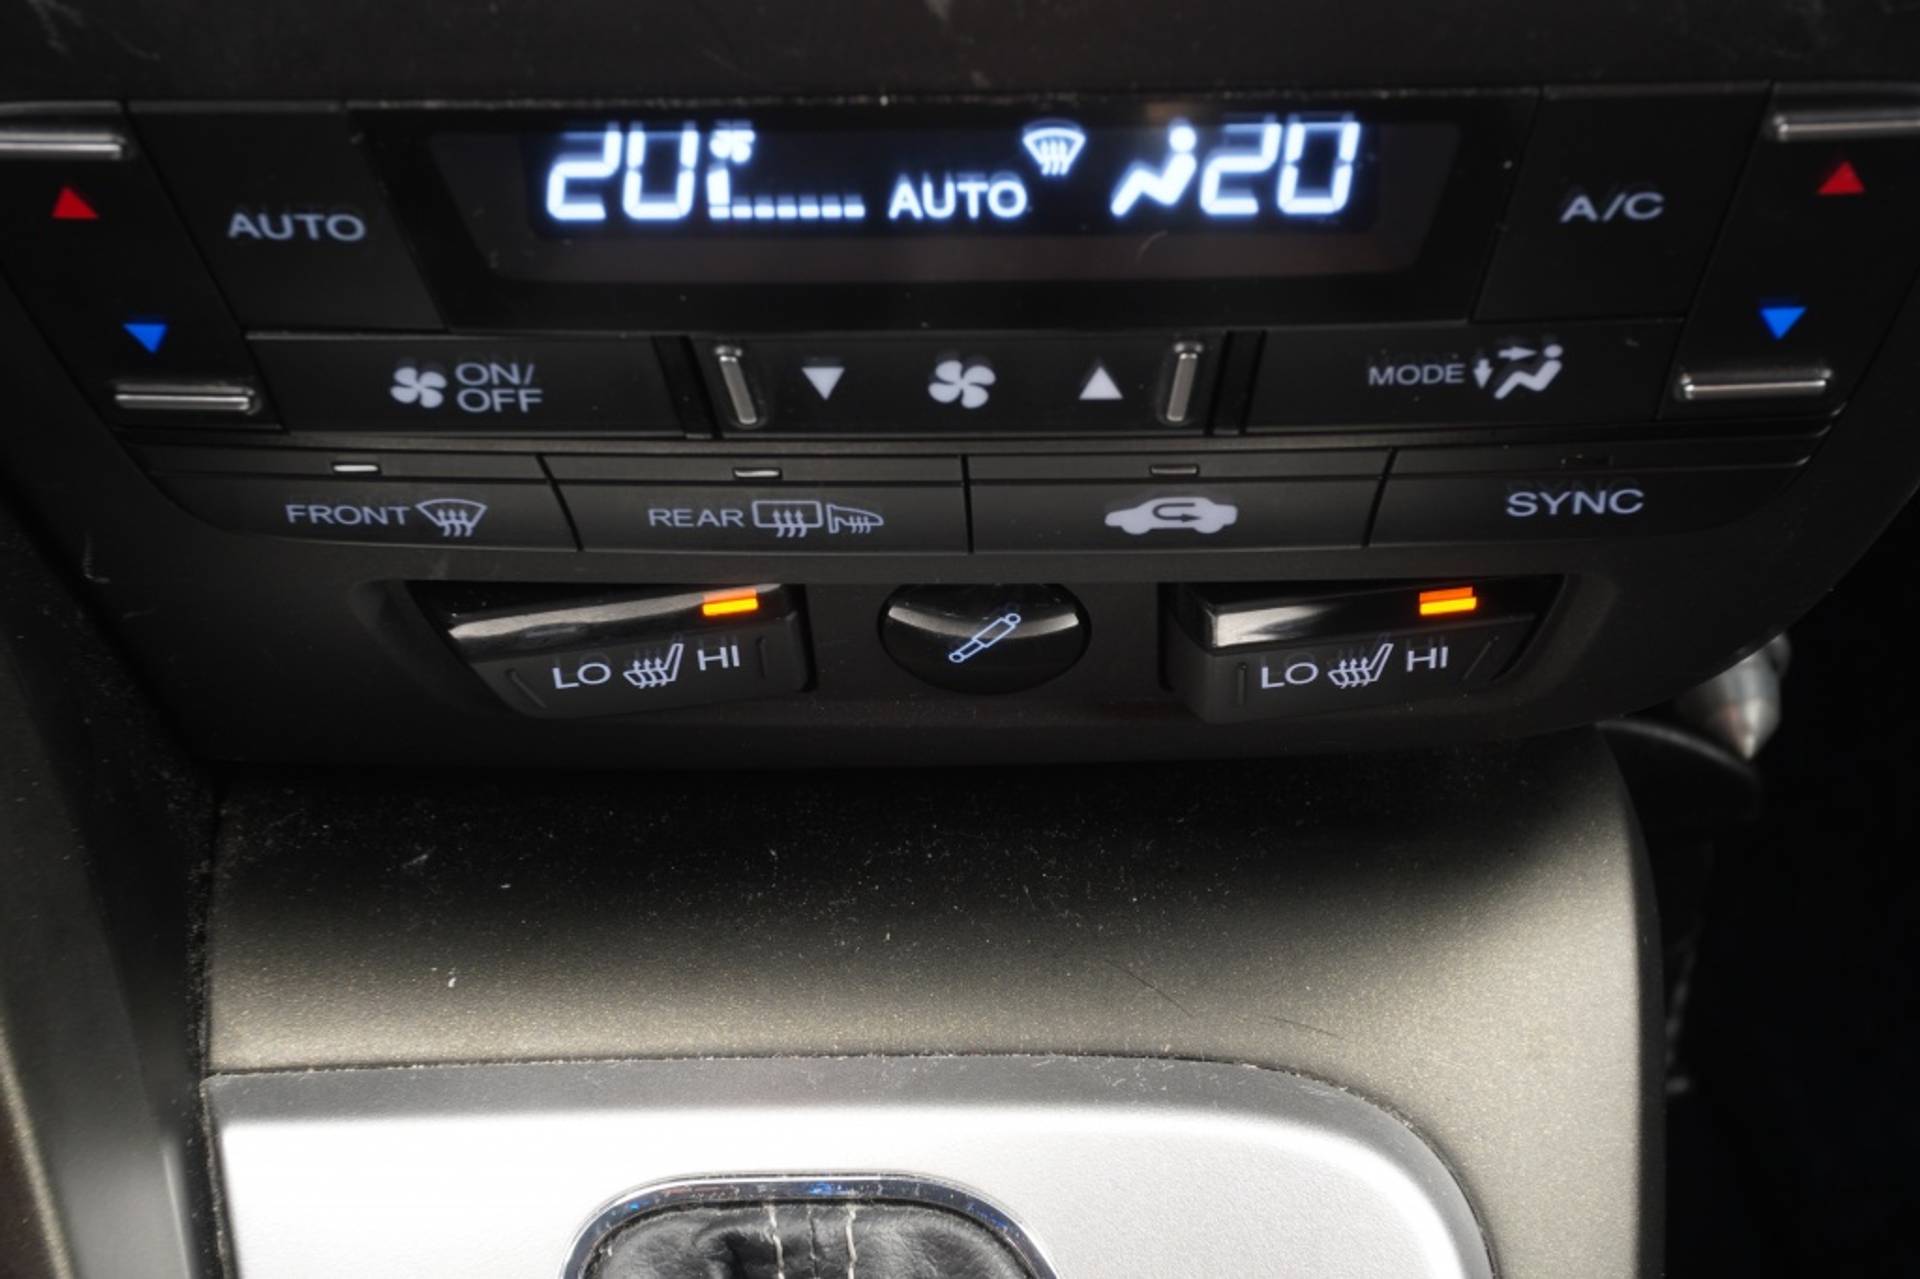 20 AUTO 20
AUTO
A/C
ON/
OFF
MODE
FRONT
REAR
SYNC
LO HI
LO HI